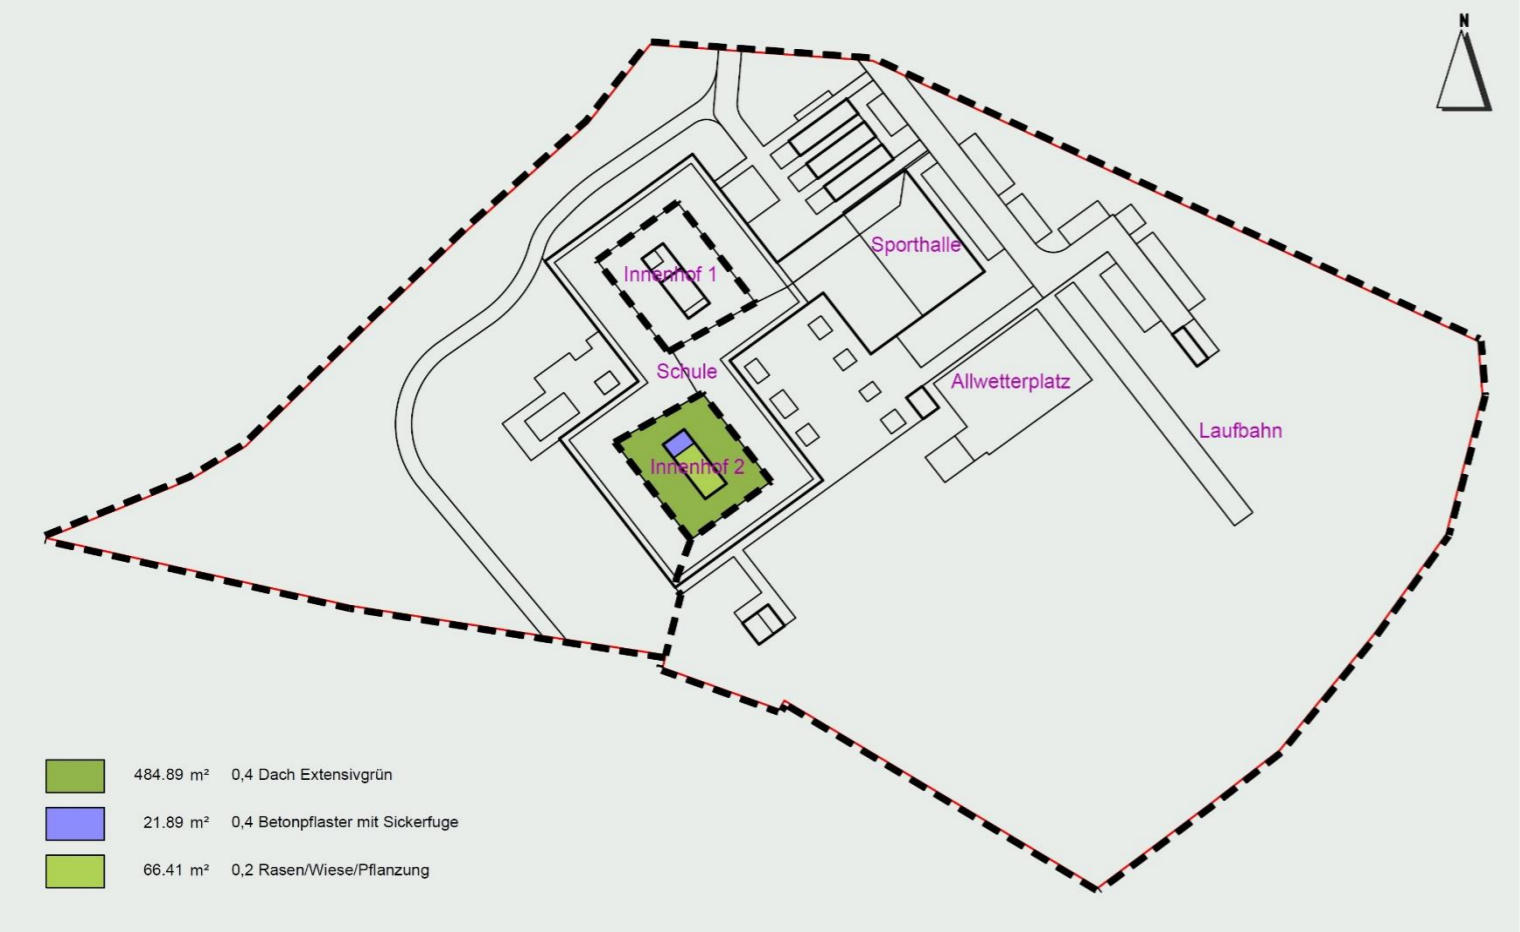 N
Sporthalle
Innenhof 1
Schule
Allwetterplatz
Laufbahn
Innenhof 2
484.89 m² 0,4 Dach Extensivgrün
21.89 m² 0,4 Betonpflaster mit Sickerfuge
66.41 m² 0,2 Rasen/Wiese/Pflanzung